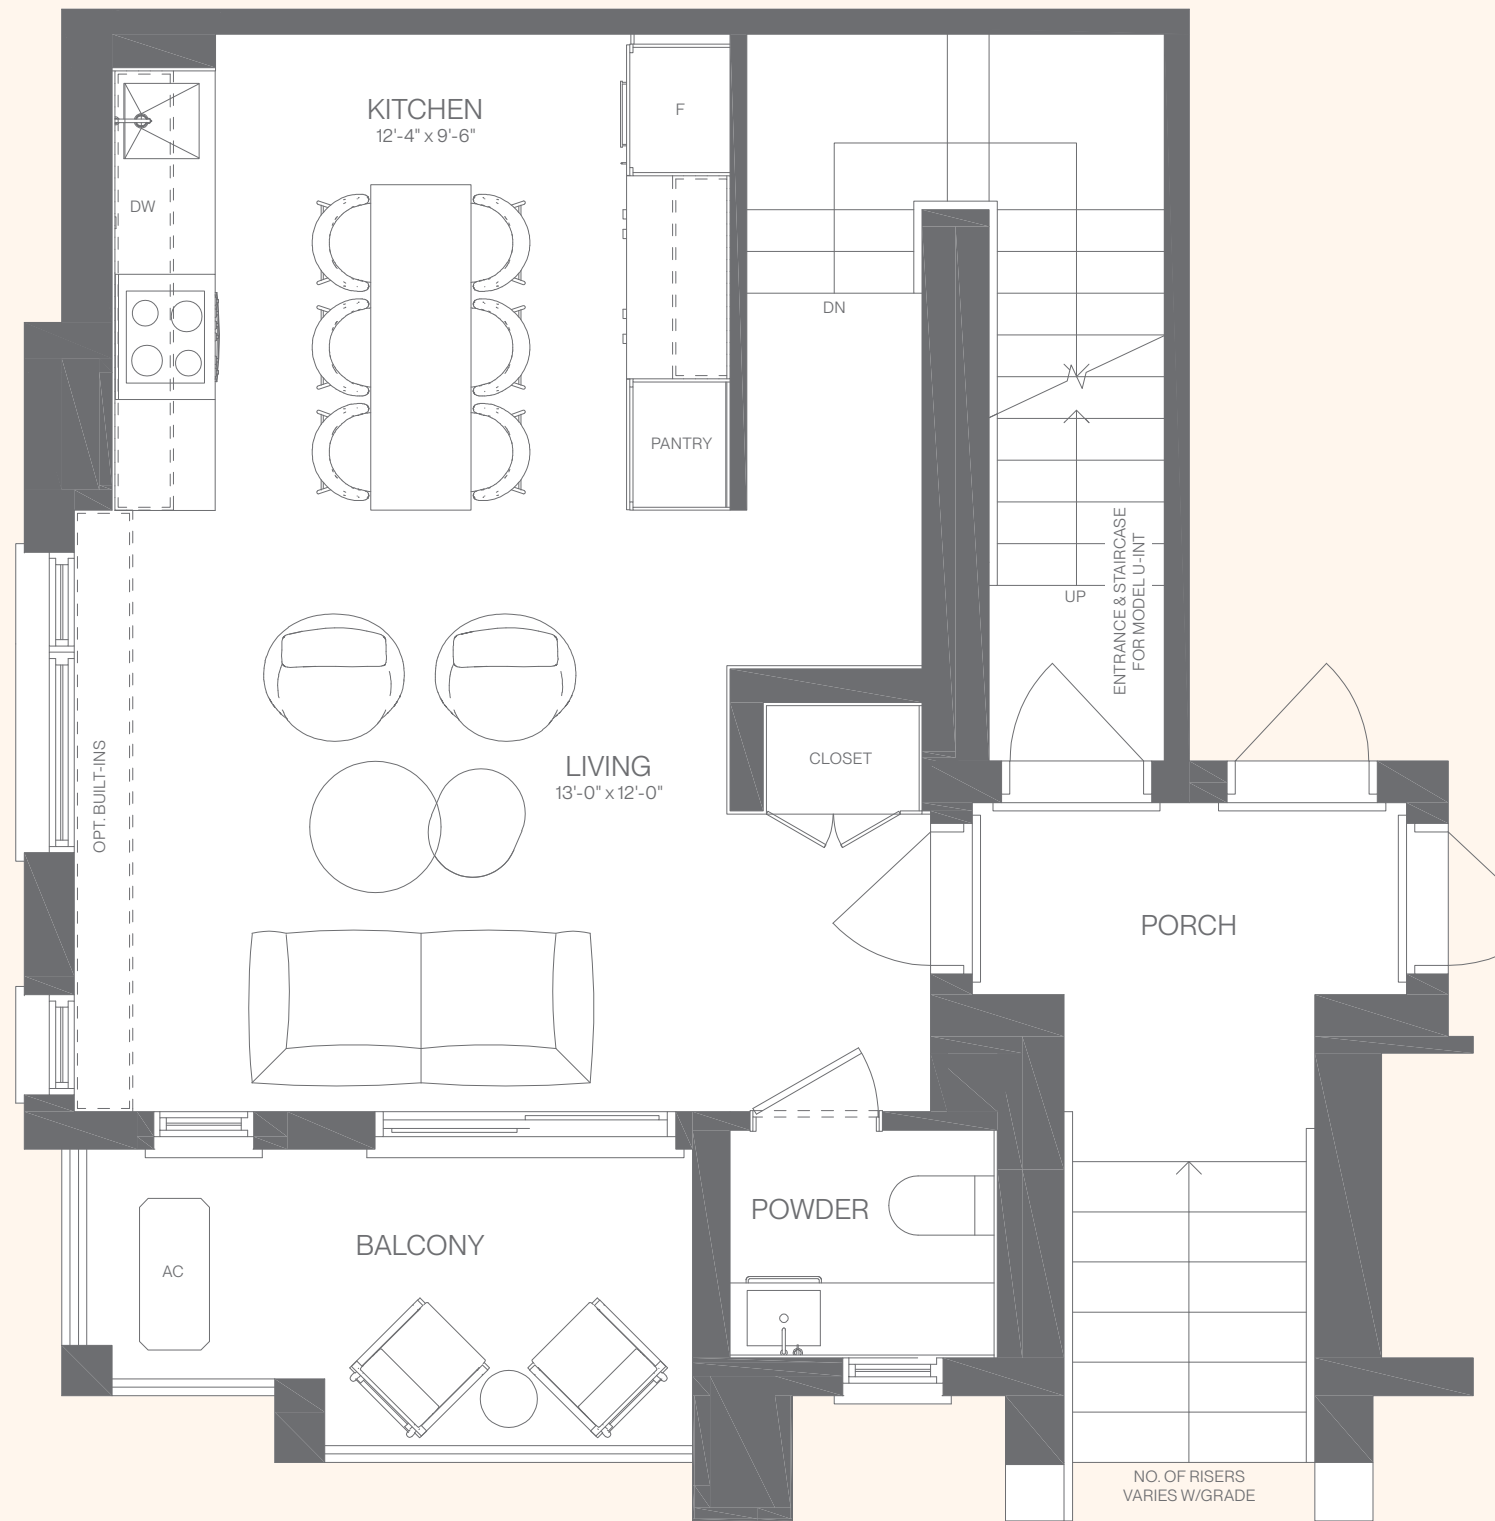 KITCHEN
12'-4" x 9'-6"
F
DW
DN
PANTRY
ENTRANCE & STAIRCASE
FOR MODEL U-INT
UP
OPT. BUILT-INS
LIVING
13'-0" x 12'-0"
CLOSET
PORCH
POWDER
BALCONY
AC
NO. OF RISERS
VARIES W/GRADE